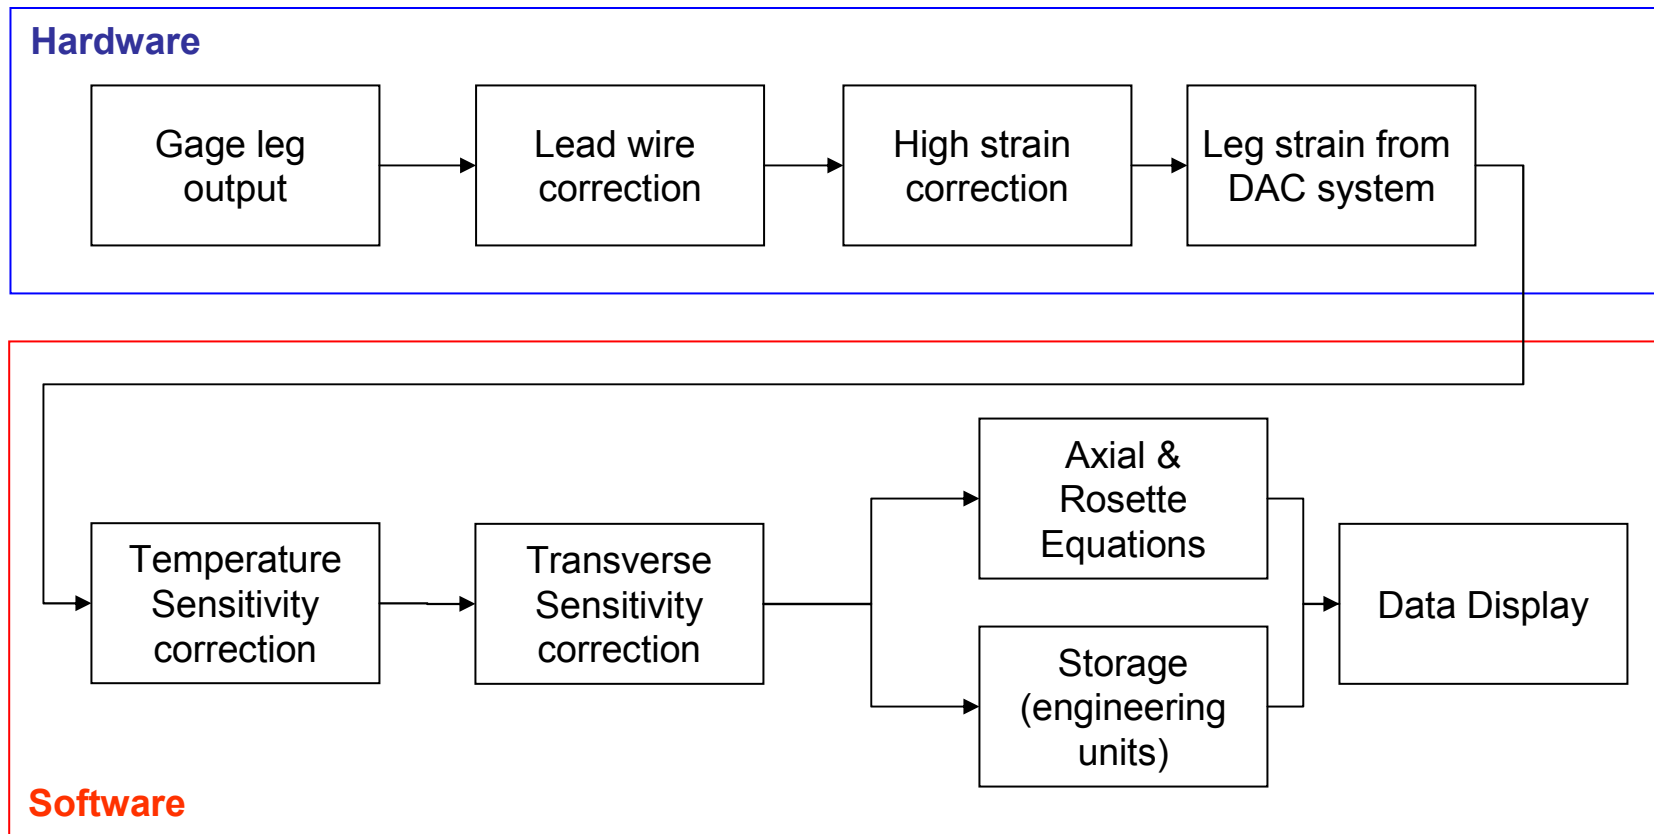 Hardware
Gage leg
output
Lead wire
correction
High strain
correction
Leg strain from
DAC system
Temperature
Sensitivity
correction
Transverse
Sensitivity
correction
Axial &
Rosette
Equations
Storage
(engineering
units)
Data Display
Software